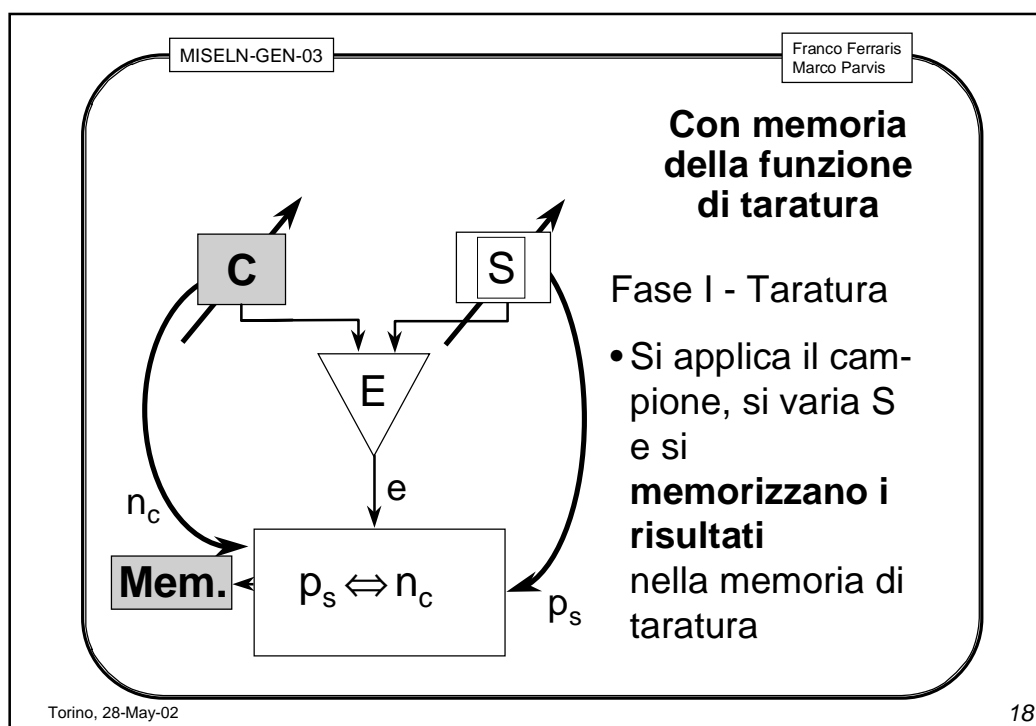 MISELN-GEN-03
Franco Ferraris
Marco Parvis
Con memoria
della funzione
di taratura
C
S
Fase I - Taratura
E
• Si applica il cam-
pione, si varia S
e si
memorizzano i
risultati
nella memoria di
taratura
n_c
e
Mem.
p_s ⇔ n_c
p_s
Torino, 28-May-02
18